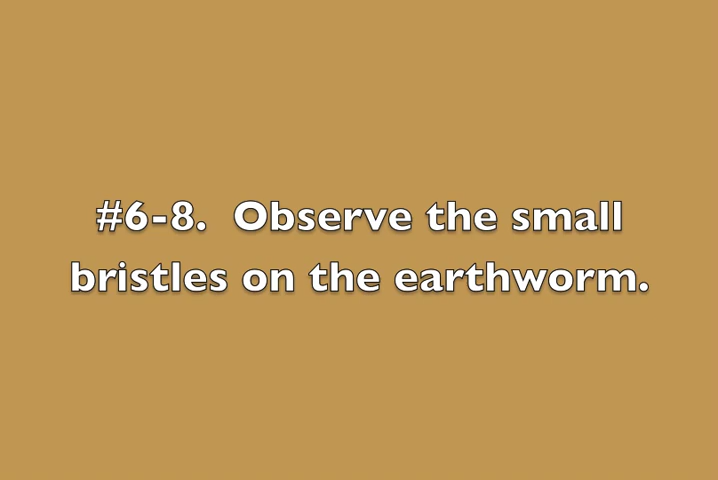 #6-8.  Observe the small
bristles on the earthworm.